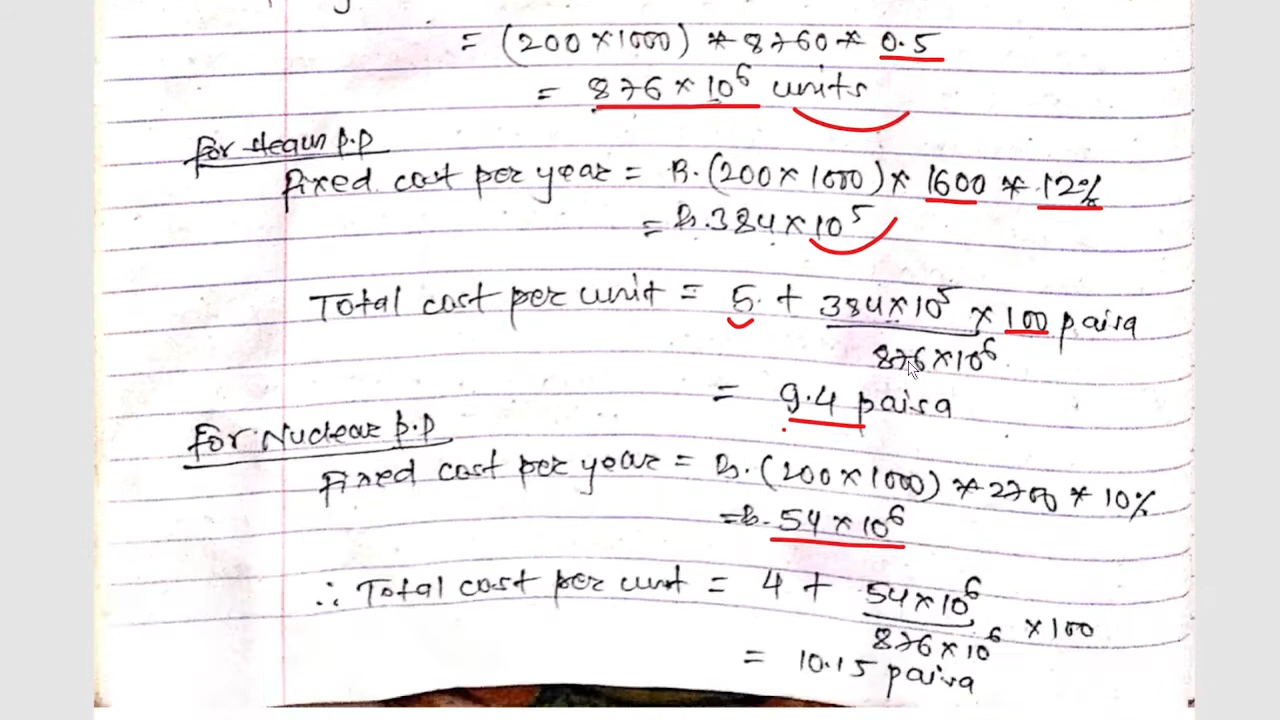 = (200 × 1000) * 8760 * 0.5
= 876 × 10⁶ units
For Steam P.P
Fixed cost per year = Rs. (200 × 1000) × 1600 * 12%
= Rs. 384 × 10⁵
Total cost per unit = 5. + 384×10⁵ / 876×10⁶ × 100 paisa
= 9.4 paisa
For Nuclear P.P
Fixed cost per year = Rs. (200 × 1000) * 2700 * 10%
= Rs. 54 × 10⁶
∴ Total cost per unit = 4 + 54×10⁶ / 876×10⁶ ×100
= 10.15 paisa